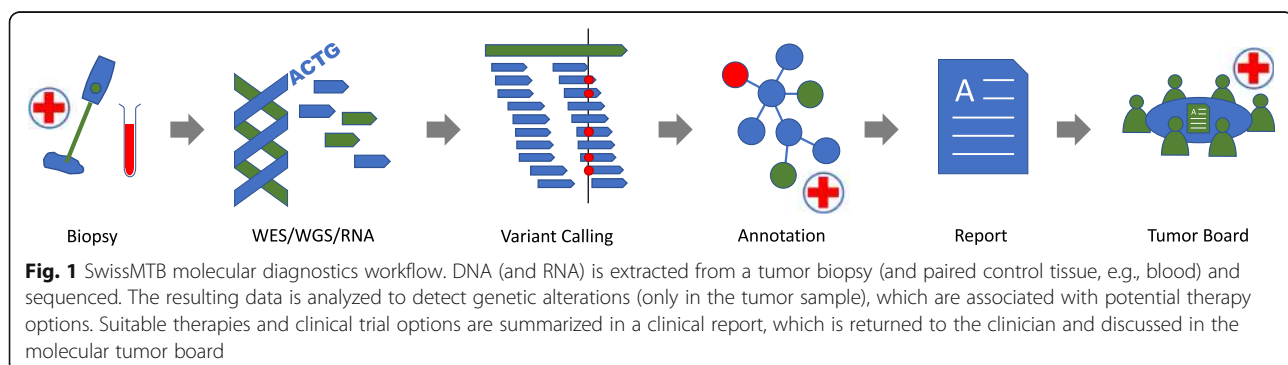 ACTG
A
A
Biopsy
WES/WGS/RNA
Variant Calling
Annotation
Report
Tumor Board
Fig. 1 SwissMTB molecular diagnostics workflow. DNA (and RNA) is extracted from a tumor biopsy (and paired control tissue, e.g., blood) and
sequenced. The resulting data is analyzed to detect genetic alterations (only in the tumor sample), which are associated with potential therapy
options. Suitable therapies and clinical trial options are summarized in a clinical report, which is returned to the clinician and discussed in the
molecular tumor board